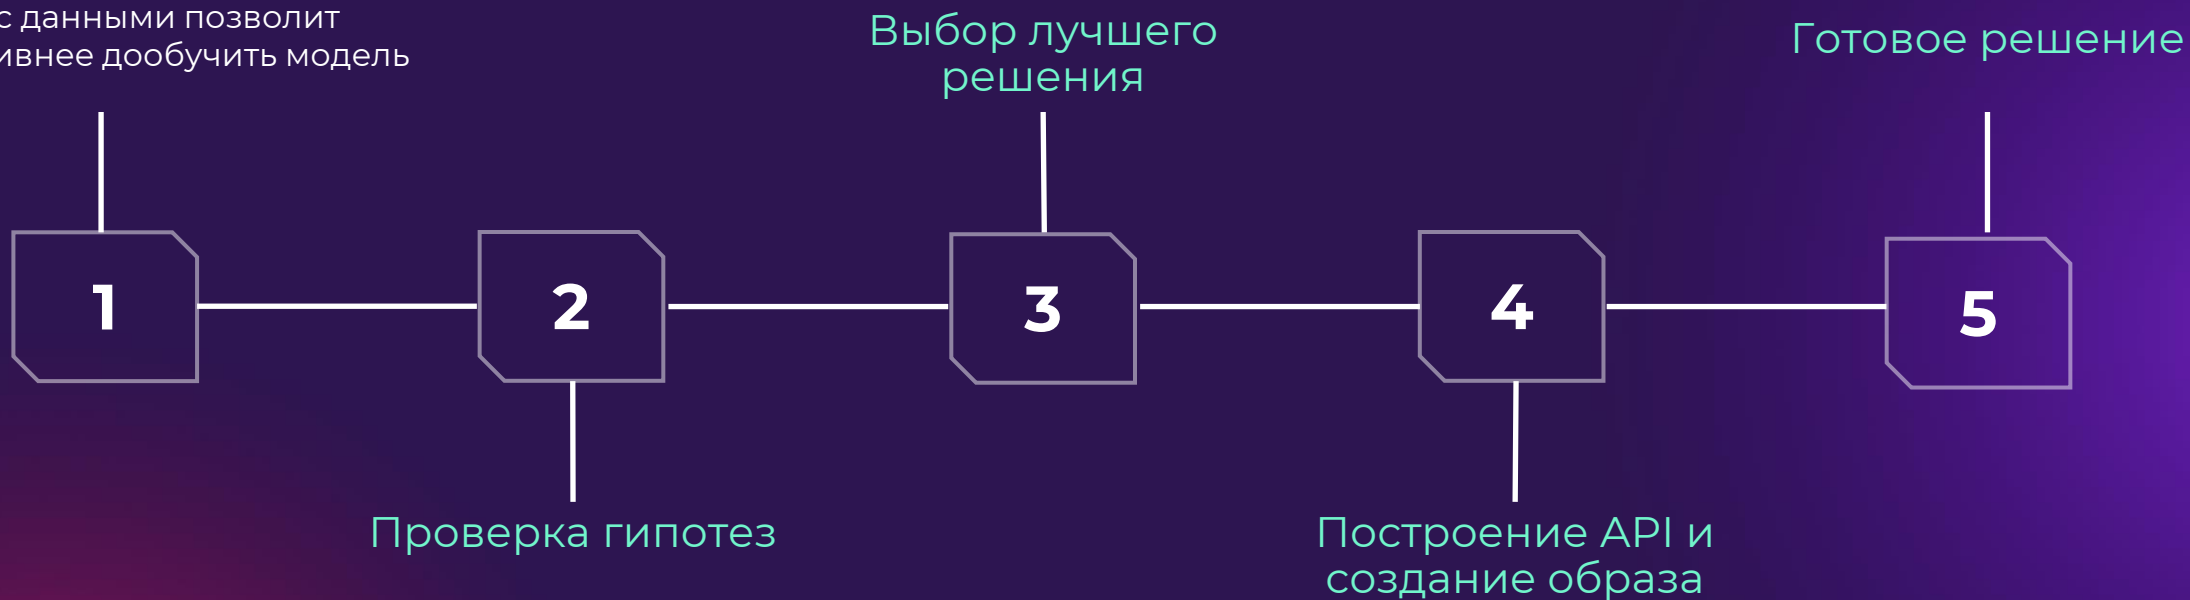 с данными позволит
дообучить модель
Выбор лучшего
решения
Готовое решение
1
2
3
4
5
Проверка гипотез
Построение API и
создание образа